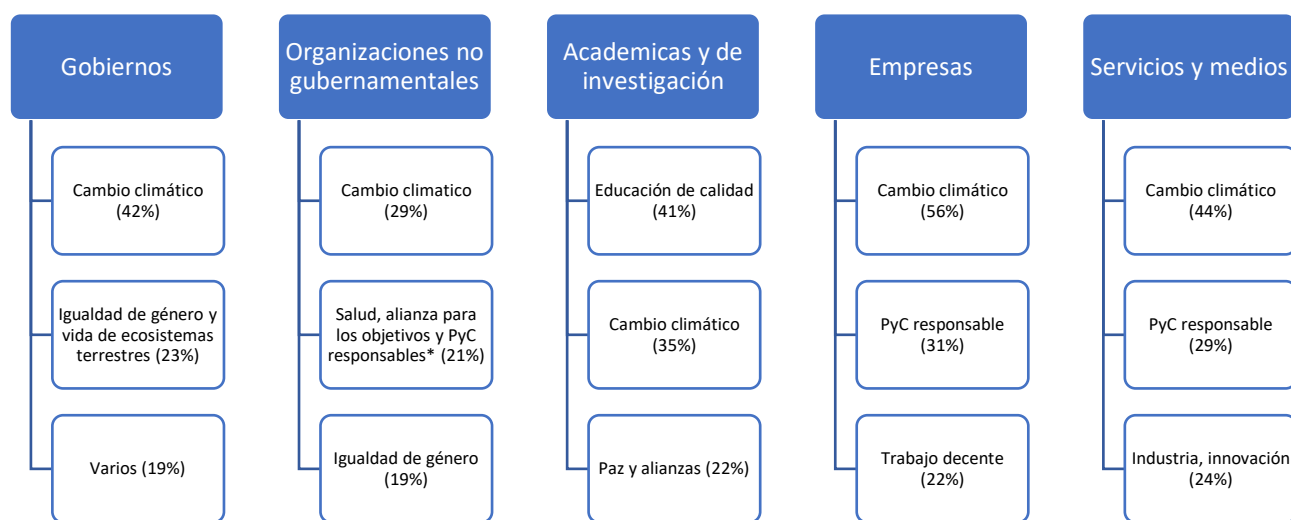 Gobiernos
Cambio climático
(42%)
Igualdad de género y
vida de ecosistemas
terrestres (23%)
Varios (19%)
Organizaciones no
gubernamentales
Cambio climatico
(29%)
Salud, alianza para
los objetivos y PyC
responsables* (21%)
Igualdad de género
(19%)
Academicas y de
investigación
Educación de calidad
(41%)
Cambio climático
(35%)
Paz y alianzas (22%)
Empresas
Cambio climático
(56%)
PyC responsable
(31%)
Trabajo decente
(22%)
Servicios y medios
Cambio climático
(44%)
PyC responsable
(29%)
Industria, innovación
(24%)